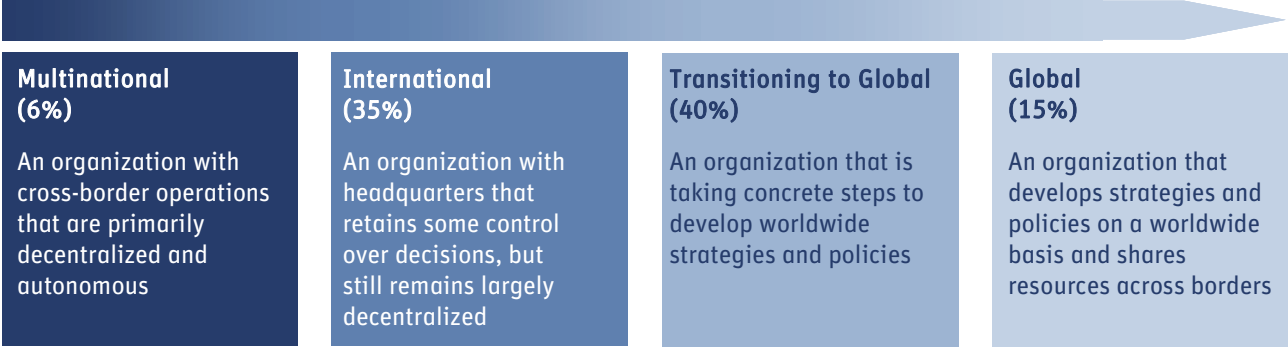 Multinational
(6%)
An organization with
cross-border operations
that are primarily
decentralized and
autonomous
International
(35%)
An organization with
headquarters that
retains some control
over decisions, but
still remains largely
decentralized
Transitioning to Global
(40%)
An organization that is
taking concrete steps to
develop worldwide
strategies and policies
Global
(15%)
An organization that
develops strategies and
policies on a worldwide
basis and shares
resources across borders